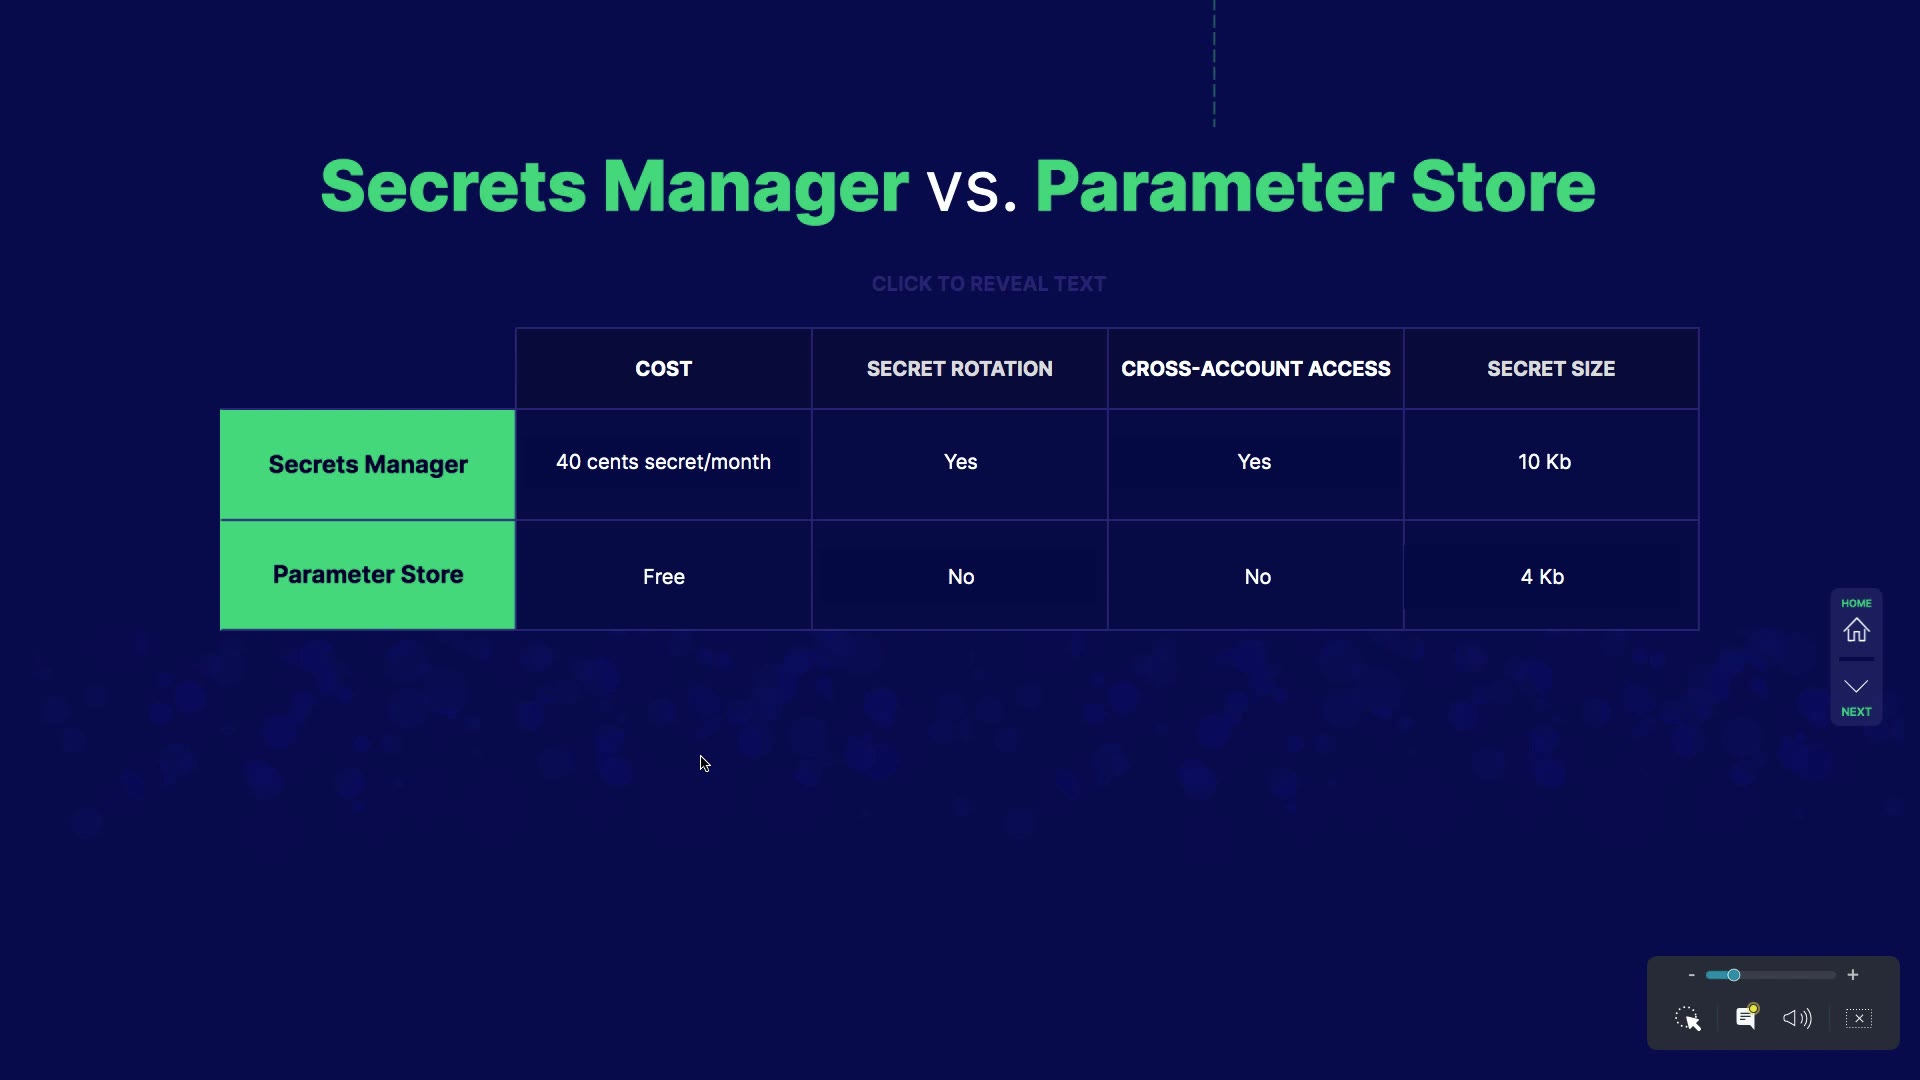 Secrets Manager vs. Parameter Store
CLICK TO REVEAL TEXT
COST SECRET ROTATION CROSS-ACCOUNT ACCESS SECRET SIZE
Secrets Manager 40 cents secret/month Yes Yes 10 Kb
Parameter Store Free No No 4 Kb
HOME
NEXT
- +